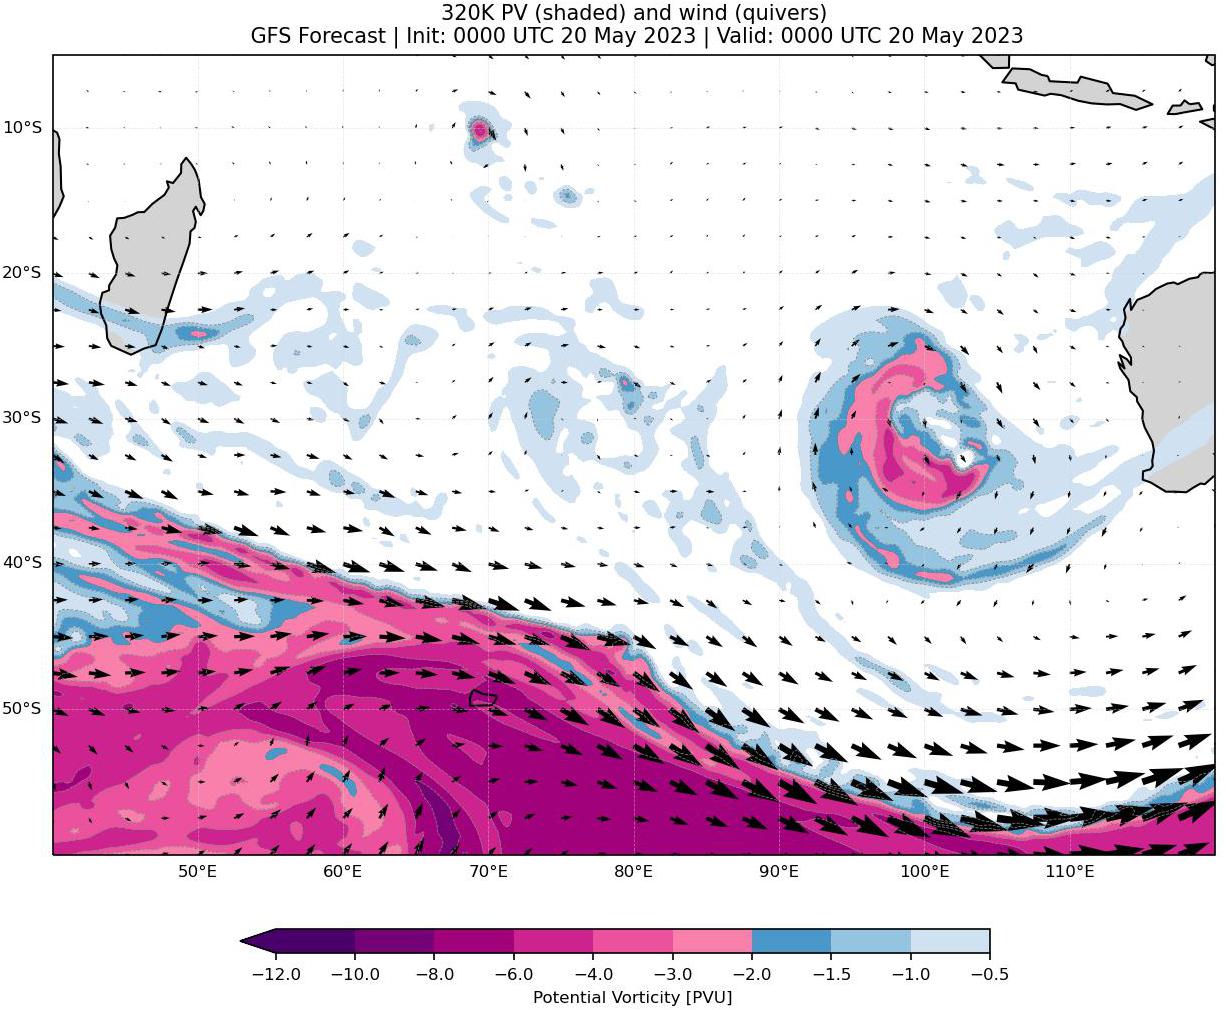 320K PV (shaded) and wind (quivers)
GFS Forecast | Init: 0000 UTC 20 May 2023 | Valid: 0000 UTC 20 May 2023
10°S
20°S
30°S
40°S
50°S
50°E 60°E 70°E 80°E 90°E 100°E 110°E
−12.0 −10.0 −8.0 −6.0 −4.0 −3.0 −2.0 −1.5 −1.0 −0.5
Potential Vorticity [PVU]